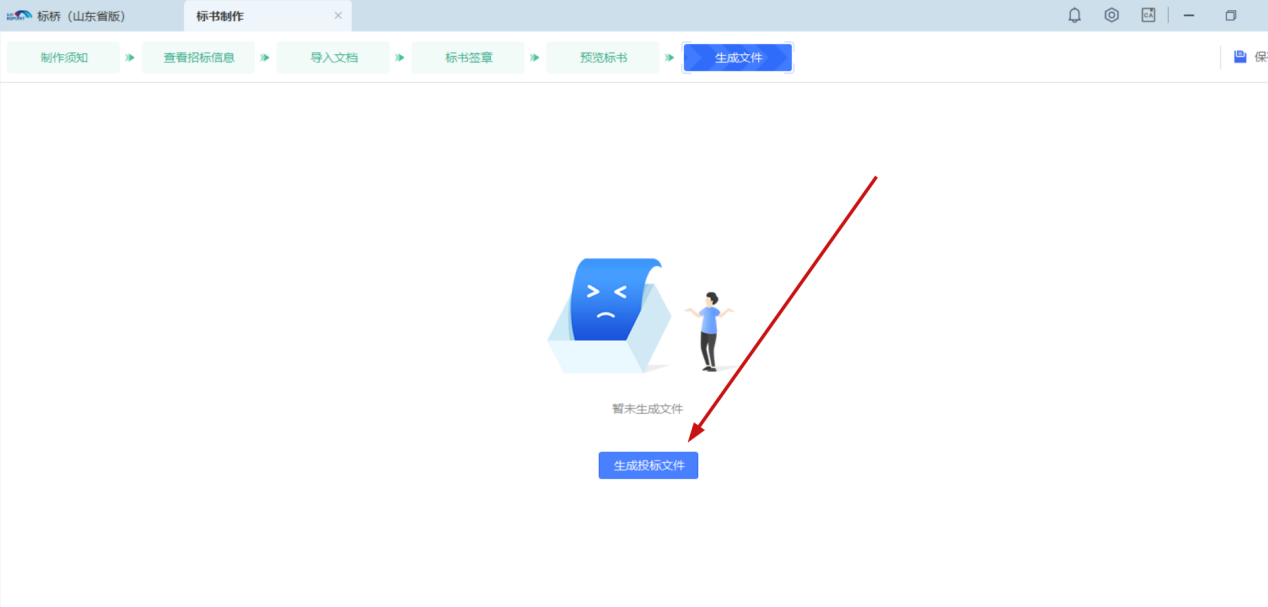 标桥（山东省版）
标书制作
CA
制作须知
查看招标信息
导入文档
标书签章
预览标书
生成文件
暂未生成文件
生成投标文件